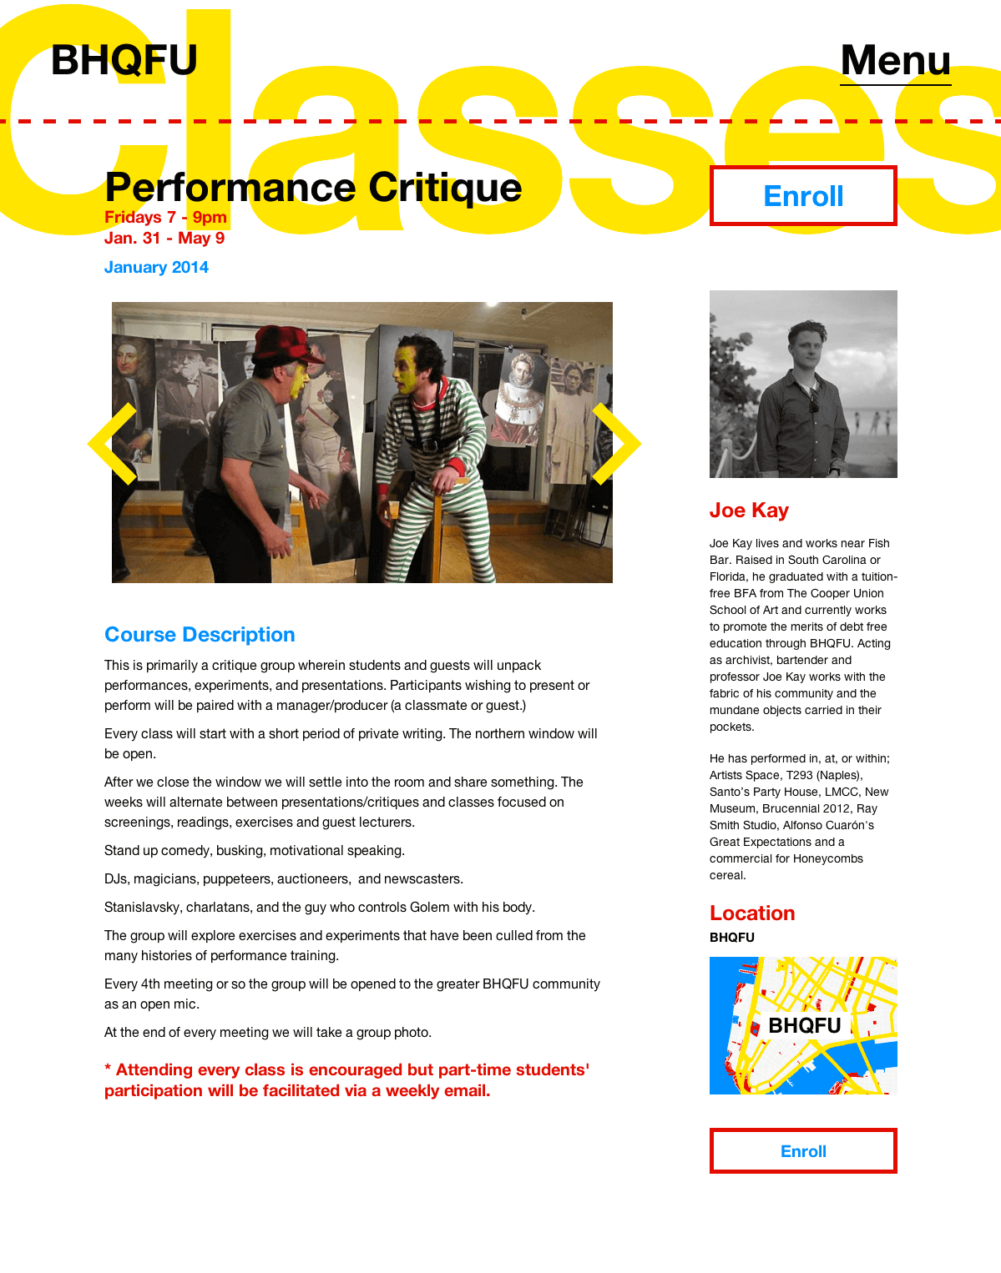 Classes
BHQFU
Menu
Performance Critique
Fridays 7 - 9pm
Jan. 31 - May 9
January 2014
Enroll
Course Description
This is primarily a critique group wherein students and guests will unpack
performances, experiments, and presentations. Participants wishing to present or
perform will be paired with a manager/producer (a classmate or guest.)
Every class will start with a short period of private writing. The northern window will
be open.
After we close the window we will settle into the room and share something. The
weeks will alternate between presentations/critiques and classes focused on
screenings, readings, exercises and guest lecturers.
Stand up comedy, busking, motivational speaking.
DJs, magicians, puppeteers, auctioneers,  and newscasters.
Stanislavsky, charlatans, and the guy who controls Golem with his body.
The group will explore exercises and experiments that have been culled from the
many histories of performance training.
Every 4th meeting or so the group will be opened to the greater BHQFU community
as an open mic.
At the end of every meeting we will take a group photo.
* Attending every class is encouraged but part-time students'
participation will be facilitated via a weekly email.
Joe Kay
Joe Kay lives and works near Fish
Bar. Raised in South Carolina or
Florida, he graduated with a tuition-
free BFA from The Cooper Union
School of Art and currently works
to promote the merits of debt free
education through BHQFU. Acting
as archivist, bartender and
professor Joe Kay works with the
fabric of his community and the
mundane objects carried in their
pockets.
He has performed in, at, or within;
Artists Space, T293 (Naples),
Santo's Party House, LMCC, New
Museum, Brucennial 2012, Ray
Smith Studio, Alfonso Cuarón's
Great Expectations and a
commercial for Honeycombs
cereal.
Location
BHQFU
BHQFU
Enroll